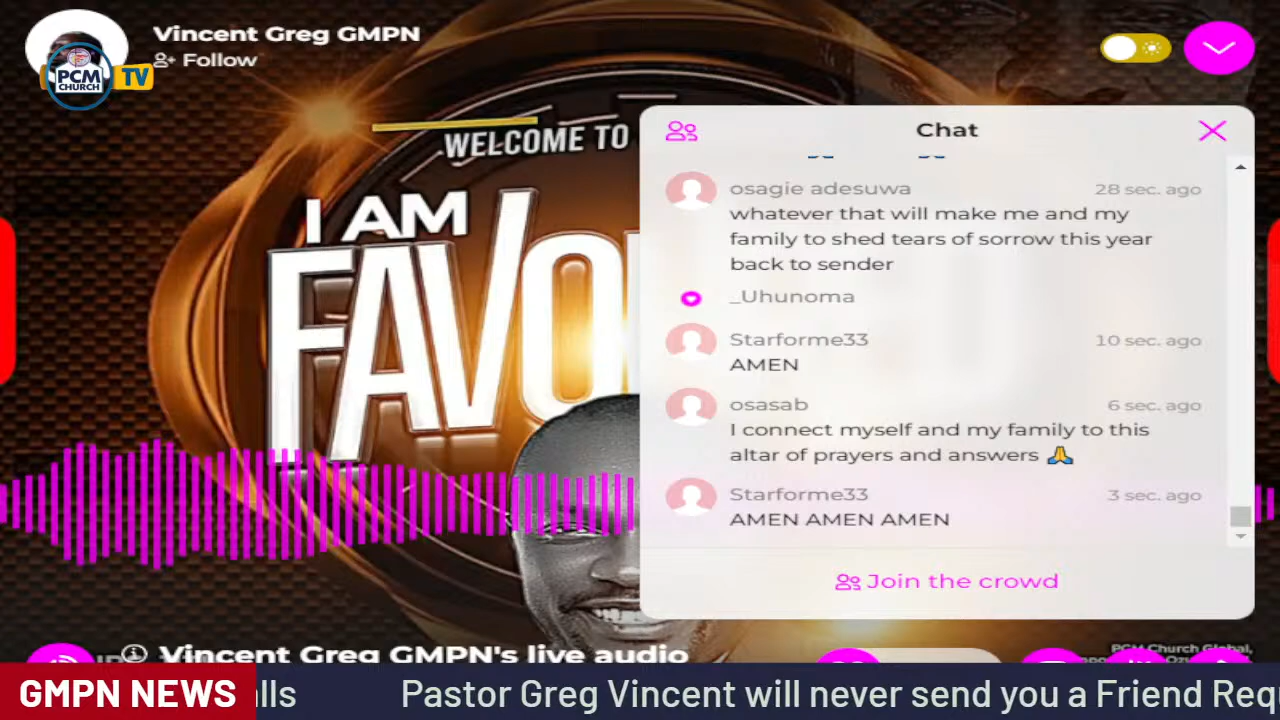 Vincent Greg GMPN
Follow
PCM
CHURCH
TV
WELCOME TO
I AM
Chat
osagie adesuwa
28 sec. ago
whatever that will make me and my
family to shed tears of sorrow this year
back to sender
_Uhunoma
Starforme33
10 sec. ago
AMEN
osasab
6 sec. ago
I connect myself and my family to this
altar of prayers and answers 🙏
Starforme33
3 sec. ago
AMEN AMEN AMEN
Join the crowd
Vincent Greg GMPN's live audio
PCM Church Global,
GMPN NEWS
Pastor Greg Vincent will never send you a Friend